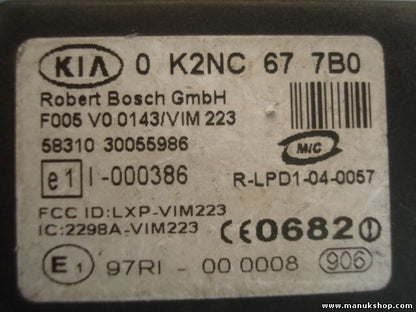 KIA 0 K2NC 67 7B0
Robert Bosch GmbH
F005 V0 0143/VIM 223
58310 30055986
MIC
e1 I-000386
R-LPD1-04-0057
FCC ID:LXP-VIM223
IC:2298A-VIM223
CE0682
E1 97RI - 00 0008 906
www.manukshop.com